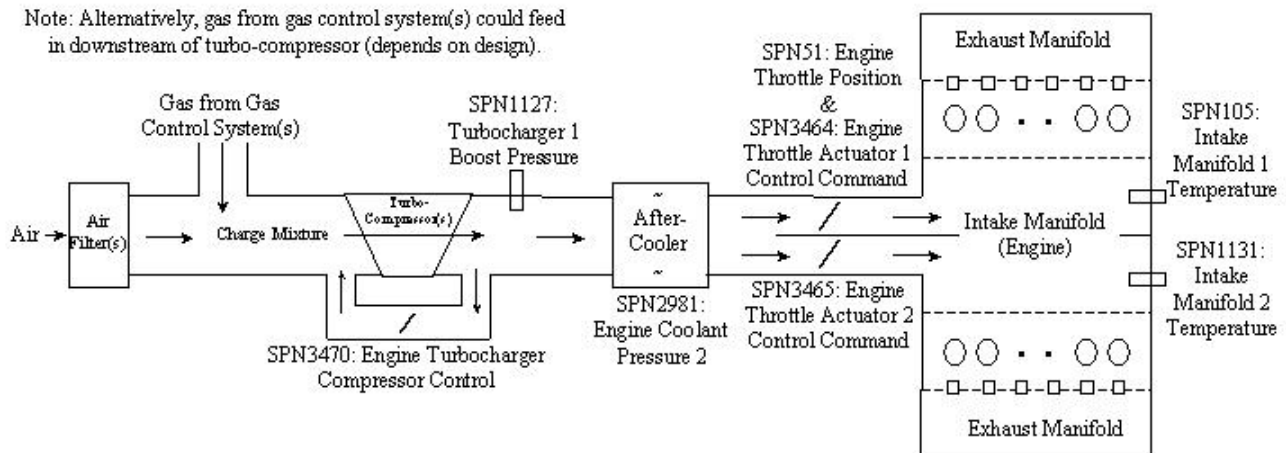 Note: Alternatively, gas from gas control system(s) could feed
in downstream of turbo-compressor (depends on design).
Gas from Gas
Control System(s)
SPN1127:
Turbocharger 1
Boost Pressure
SPN51: Engine
Throttle Position
&
SPN3464: Engine
Throttle Actuator 1
Control Command
Exhaust Manifold
SPN105:
Intake
Manifold 1
Temperature
Air
Air
Filter(s)
Charge Mixture
Turbo-
Compressor(s)
~
After-
Cooler
~
Intake Manifold
(Engine)
SPN1131:
Intake
Manifold 2
Temperature
SPN3470: Engine Turbocharger
Compressor Control
SPN2981:
Engine Coolant
Pressure 2
SPN3465: Engine
Throttle Actuator 2
Control Command
Exhaust Manifold